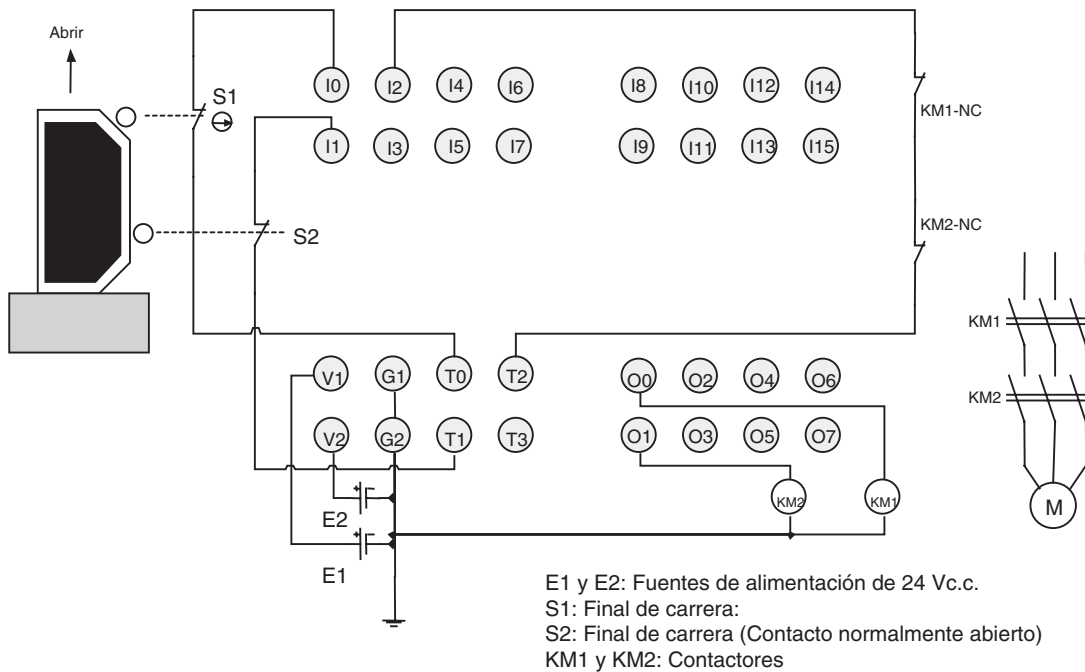 Abrir
S1
I0 I2 I4 I6 I8 I10 I12 I14
KM1-NC
I1 I3 I5 I7 I9 I11 I13 I15
S2
KM2-NC
KM1
V1 G1 T0 T2 O0 O2 O4 O6
KM2
V2 G2 T1 T3 O1 O3 O5 O7
E2
KM2 KM1
M
E1
E1 y E2: Fuentes de alimentación de 24 Vc.c.
S1: Final de carrera:
S2: Final de carrera (Contacto normalmente abierto)
KM1 y KM2: Contactores